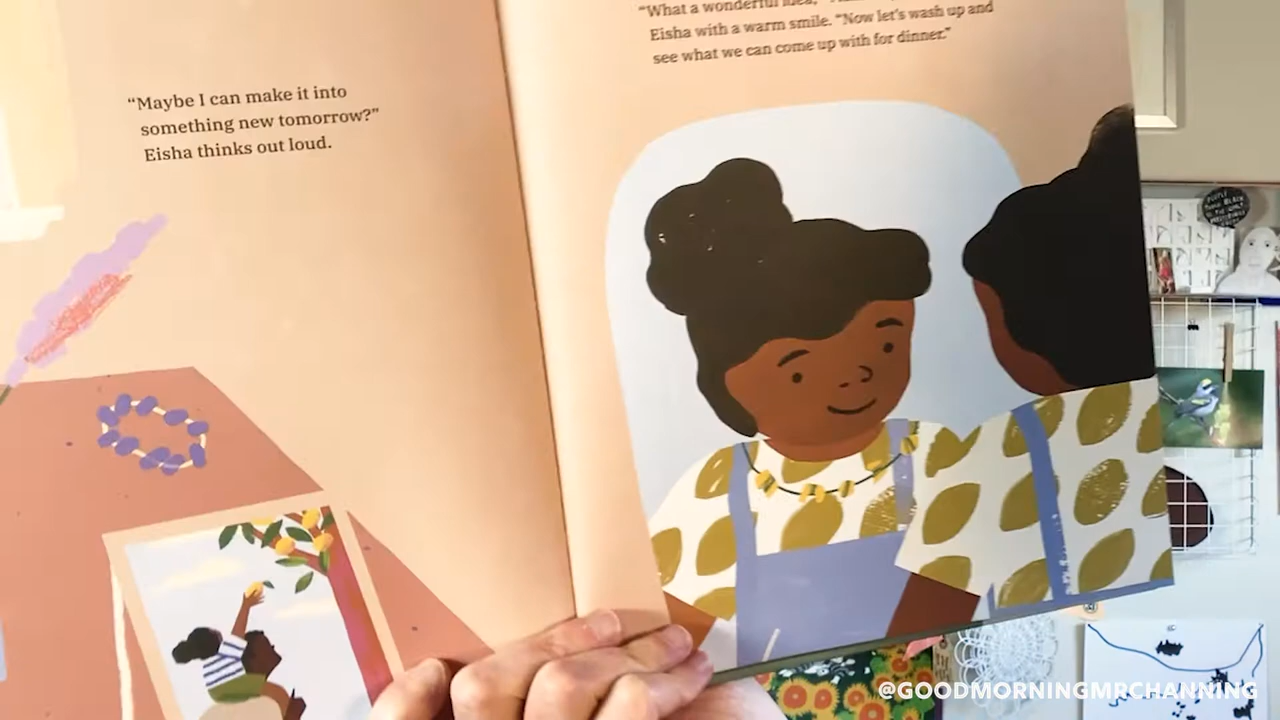 “Maybe I can make it into
something new tomorrow?”
Eisha thinks out loud.
“What a wonderful idea,”
Eisha with a warm smile. “Now let’s wash up and
see what we can come up with for dinner.”
@GOODMORNINGMRCHANNING